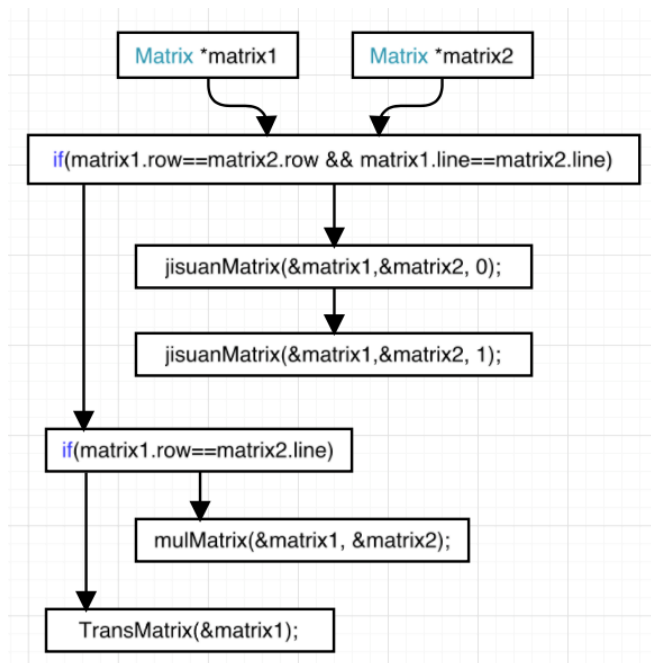 Matrix *matrix1
Matrix *matrix2
if(matrix1.row==matrix2.row && matrix1.line==matrix2.line)
jisuanMatrix(&matrix1,&matrix2, 0);
jisuanMatrix(&matrix1,&matrix2, 1);
if(matrix1.row==matrix2.line)
mulMatrix(&matrix1, &matrix2);
TransMatrix(&matrix1);